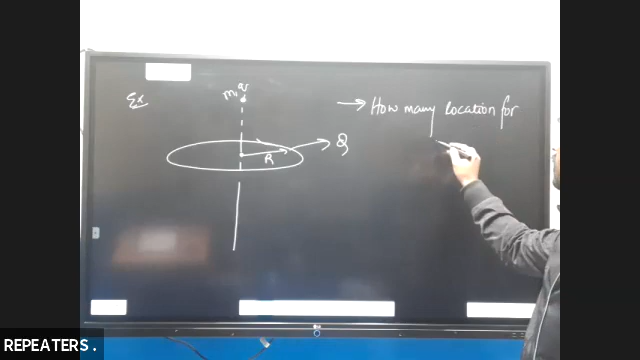 Ex
m, q
How many location for
R
Q
REPEATERS.